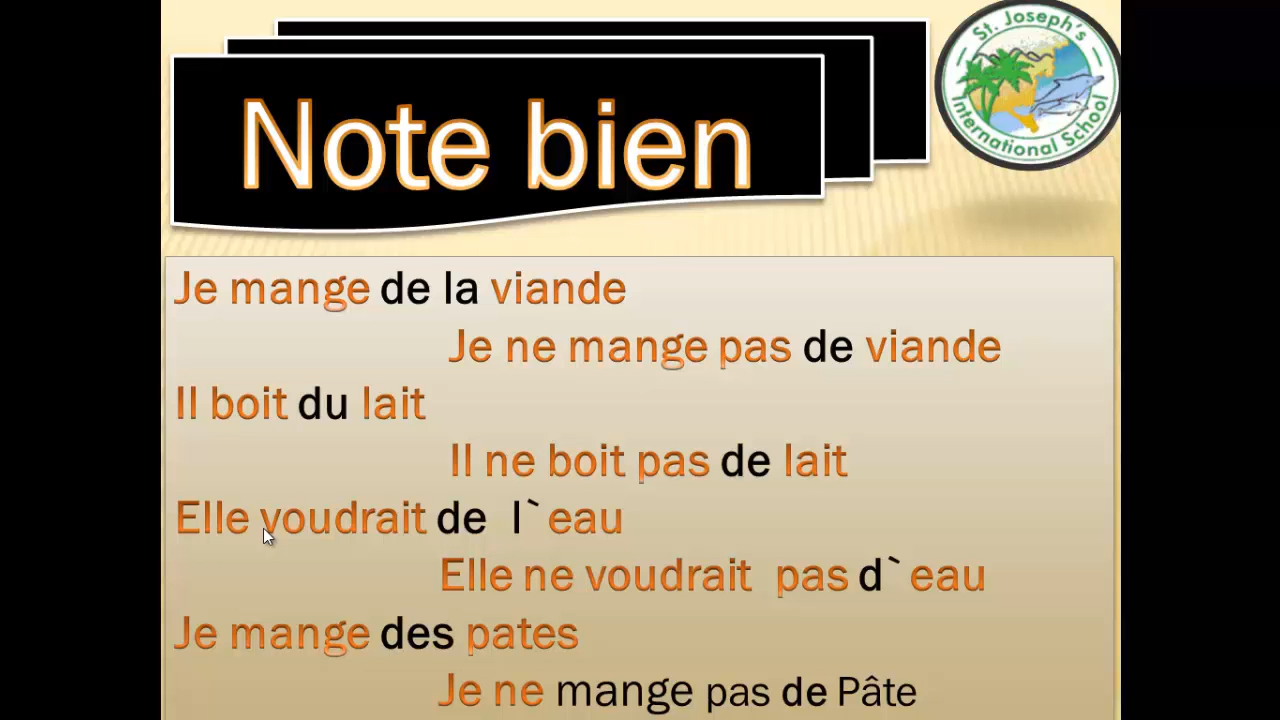 St. Joseph's
International School
Note bien
Je mange de la viande
Je ne mange pas de viande
Il boit du lait
Il ne boit pas de lait
Elle voudrait de l`eau
Elle ne voudrait pas d`eau
Je mange des pates
Je ne mange pas de Pâte